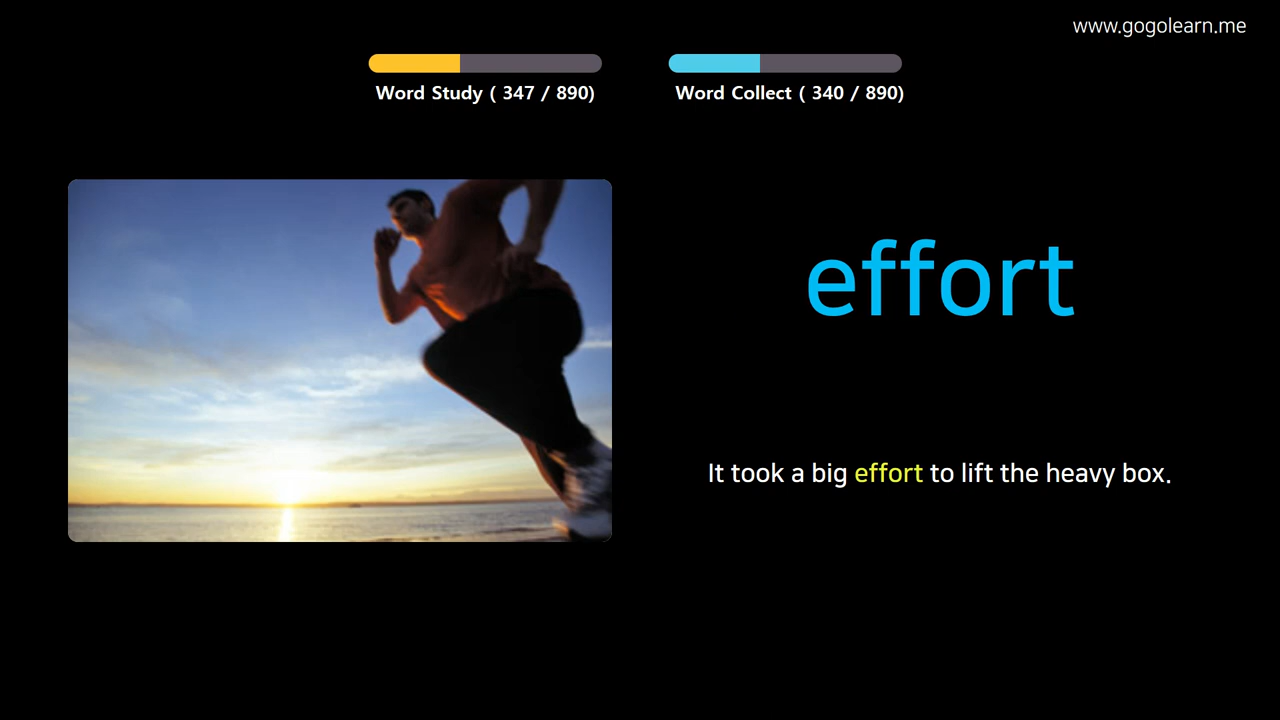 www.gogolearn.me
Word Study ( 347 / 890)
Word Collect ( 340 / 890)
effort
It took a big effort to lift the heavy box.